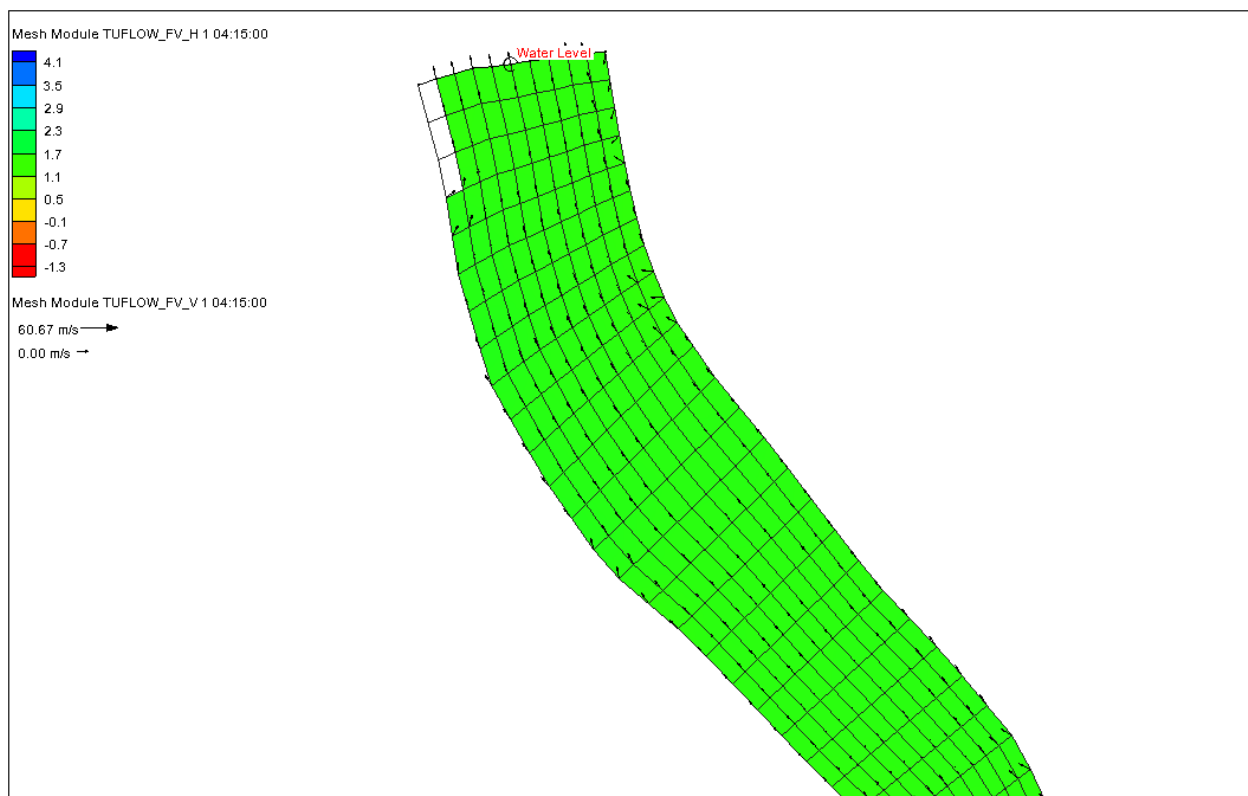 Mesh Module TUFLOW_FV_H 1 04:15:00
4.1
3.5
2.9
2.3
1.7
1.1
0.5
-0.1
-0.7
-1.3
Mesh Module TUFLOW_FV_V 1 04:15:00
60.67 m/s
0.00 m/s
Water Level